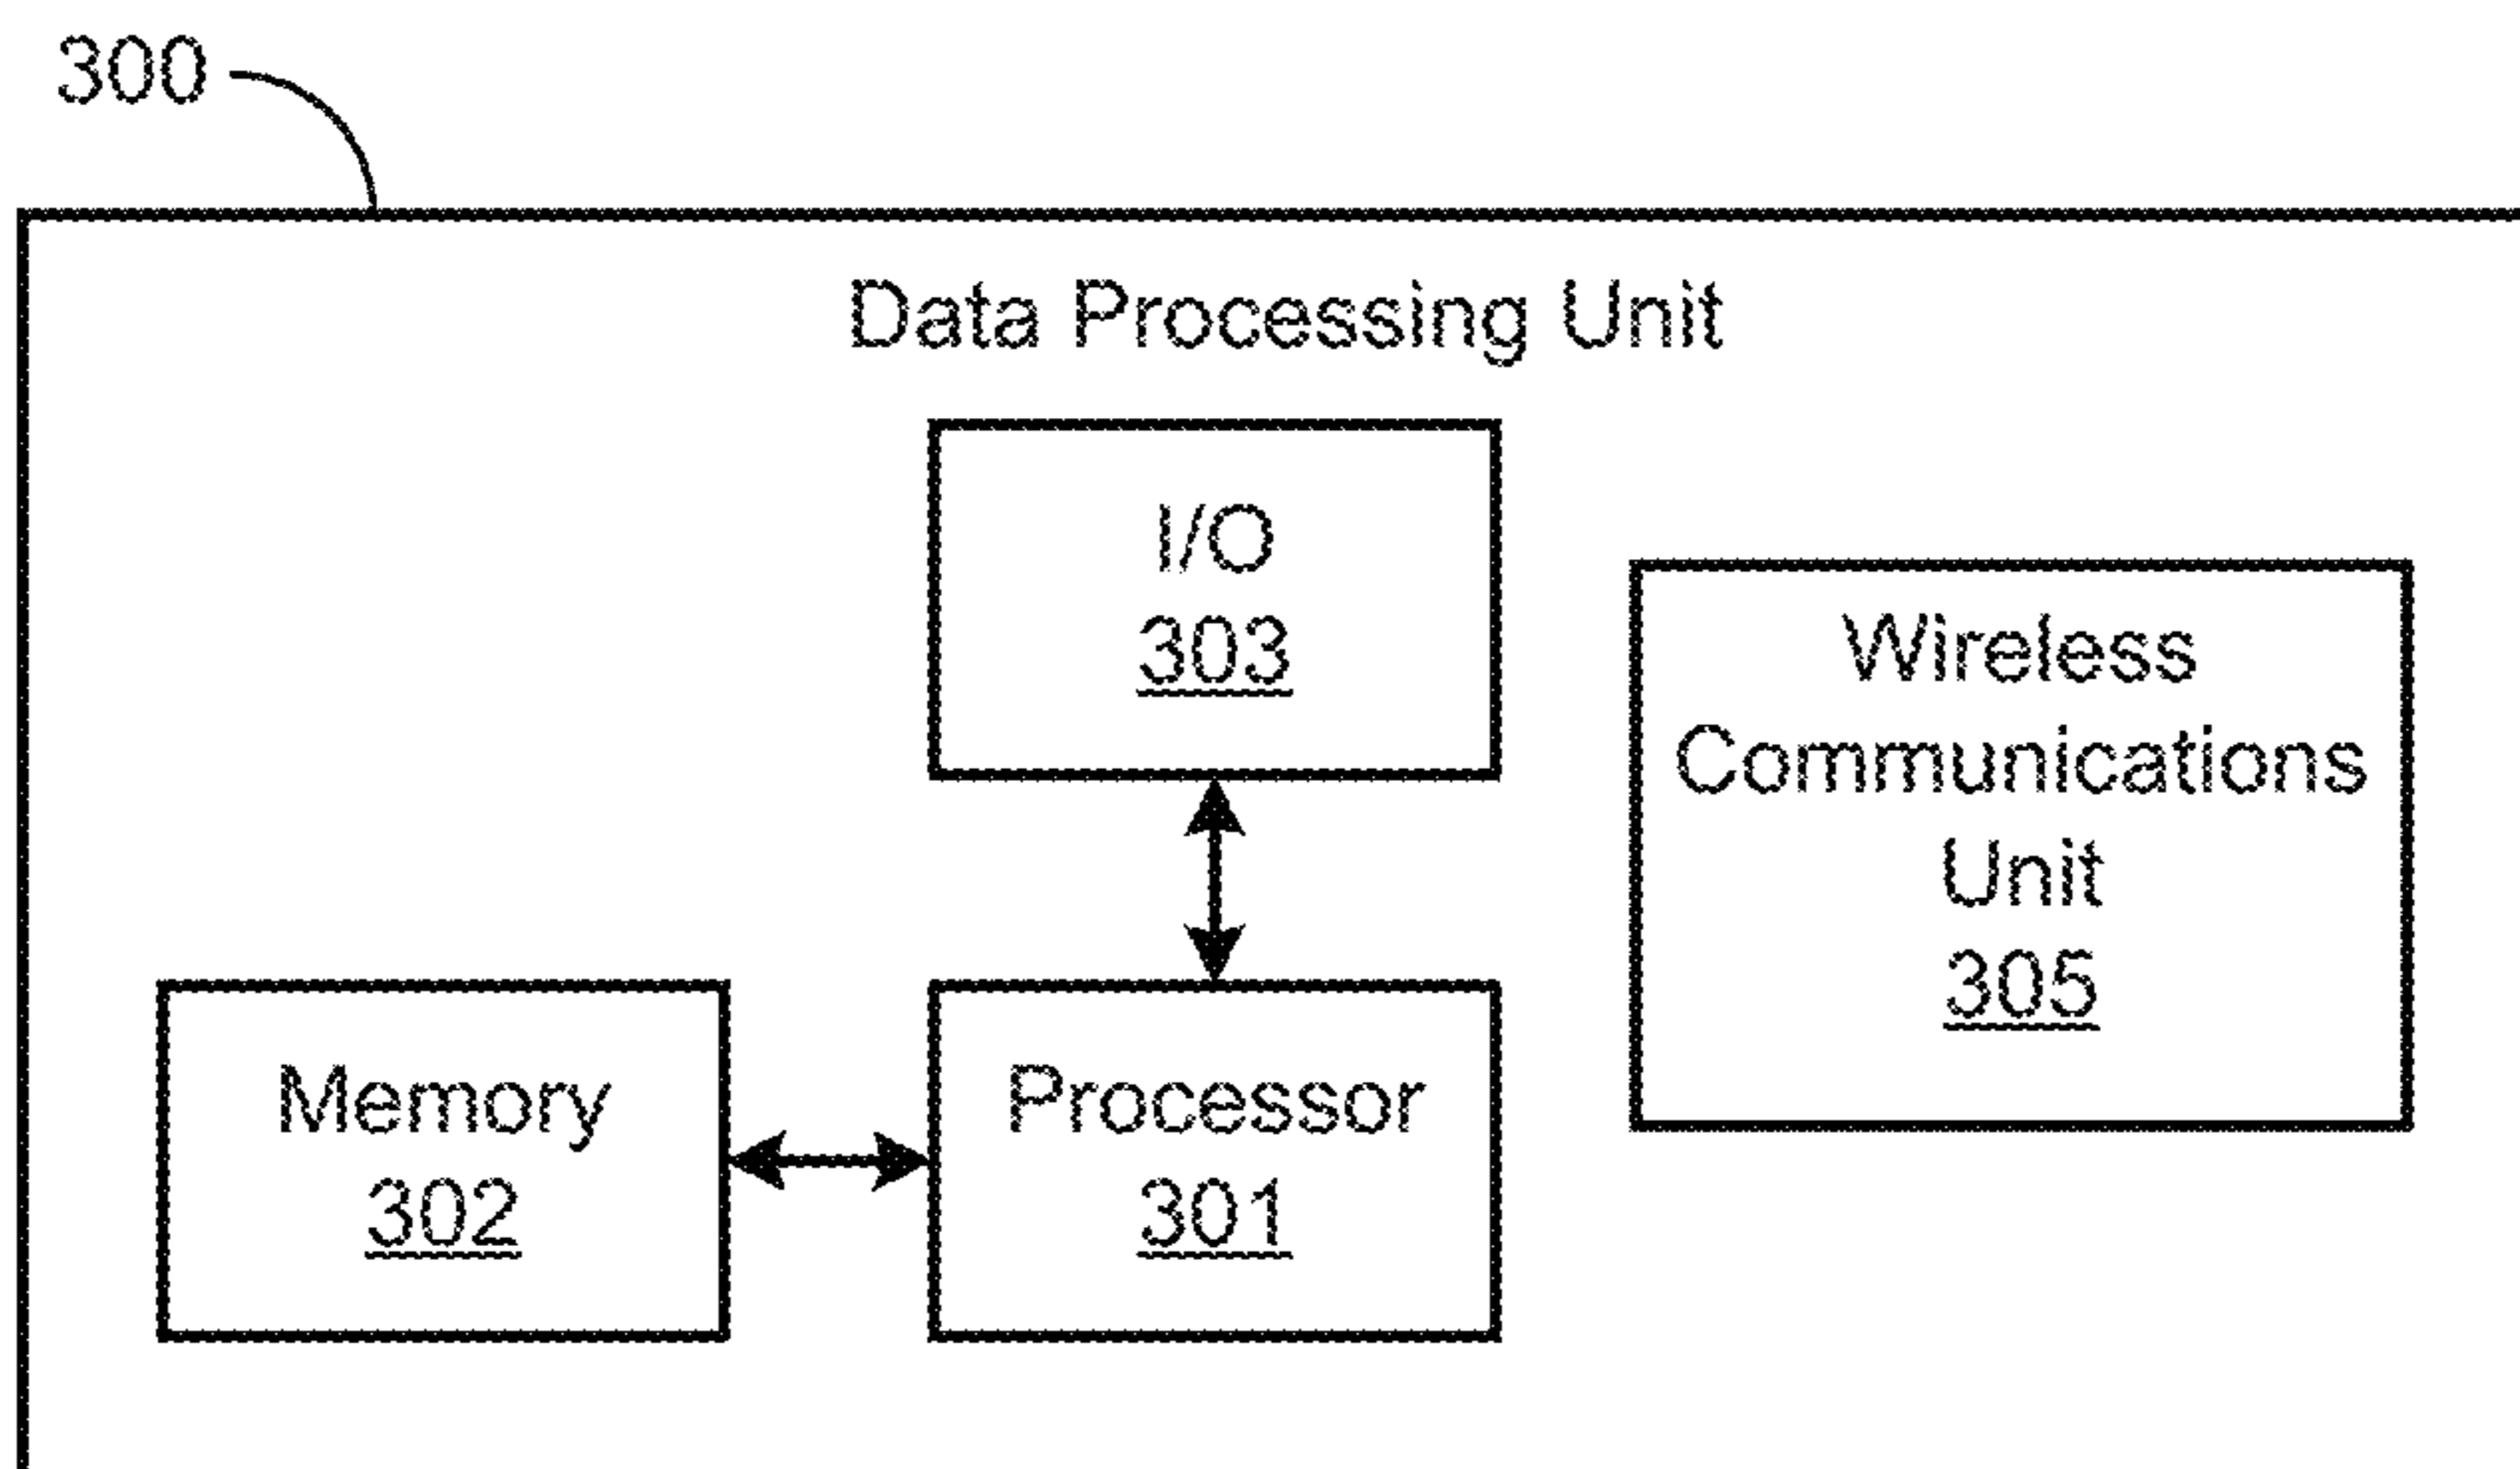 300
Data Processing Unit
I/O
303
Wireless
Communications
Unit
305
Memory
302
Processor
301